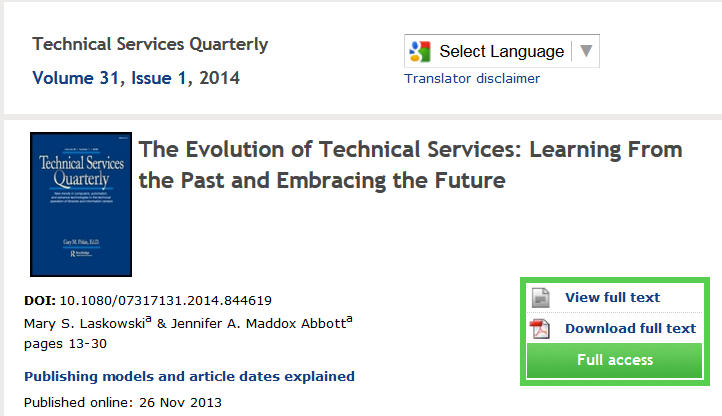 Technical Services Quarterly
Select Language
Volume 31, Issue 1, 2014
Translator disclaimer
The Evolution of Technical Services: Learning From
the Past and Embracing the Future
Technical Services
Quarterly
Gary M. Pitkin, Ed.D.
Routledge
DOI: 10.1080/07317131.2014.844619
Mary S. Laskowskia & Jennifer A. Maddox Abbotta
pages 13-30
View full text
Download full text
Full access
Publishing models and article dates explained
Published online: 26 Nov 2013